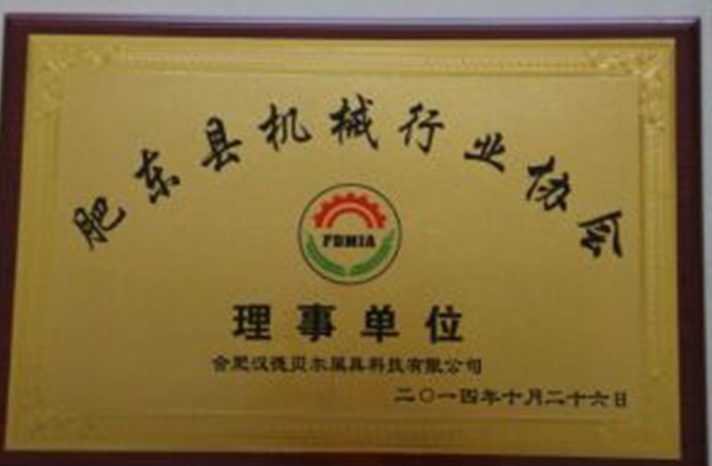 肥东县机械行业协会
FDMIA
理事单位
合肥汉德贝尔属具科技有限公司
二〇一四年十月二十六日